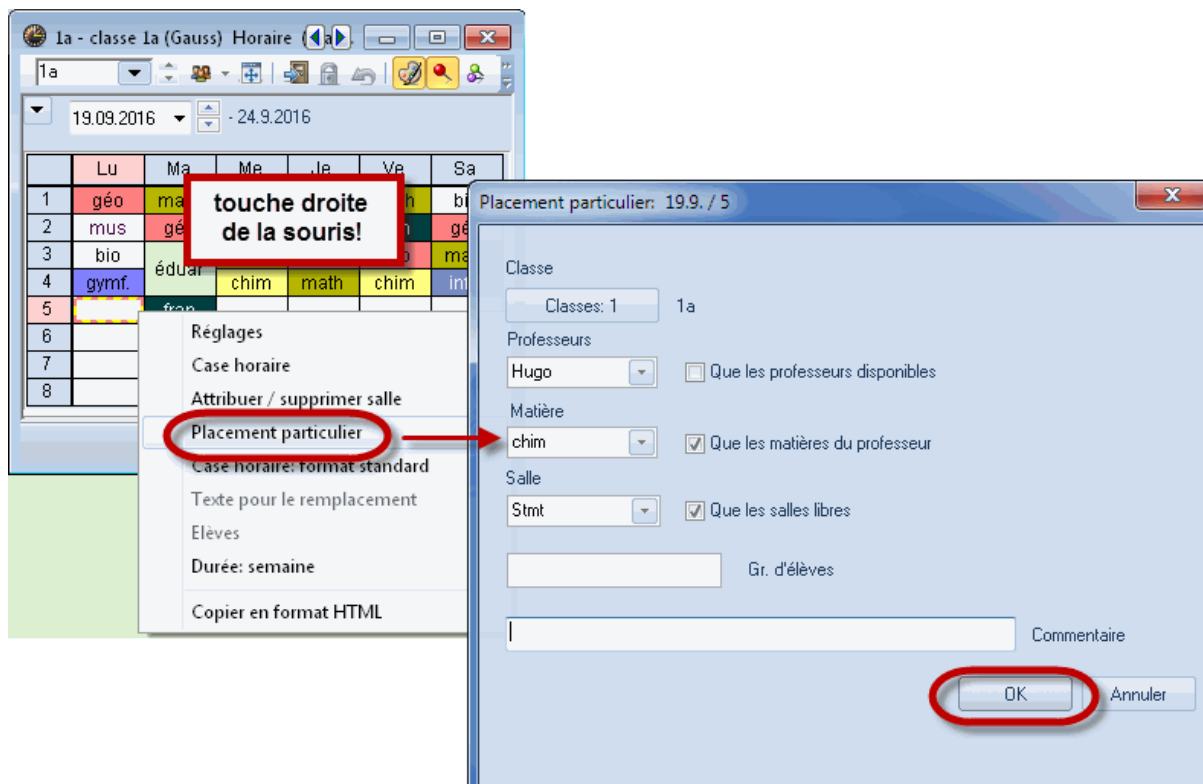 1a - classe 1a (Gauss) Horaire
1a
19.09.2016 - 24.9.2016
Lu Ma Me Je Ve Sa
1 géo
2 mus
3 bio
éduar
4 gymf. chim math chim
5 fran
6
7
8
touche droite
de la souris!
Réglages
Case horaire
Attribuer / supprimer salle
Placement particulier
Case horaire: format standard
Texte pour le remplacement
Elèves
Durée: semaine
Copier en format HTML
Placement particulier: 19.9. / 5
Classe
Classes: 1 1a
Professeurs
Hugo Que les professeurs disponibles
Matière
chim Que les matières du professeur
Salle
Stmt Que les salles libres
Gr. d'élèves
Commentaire
OK Annuler